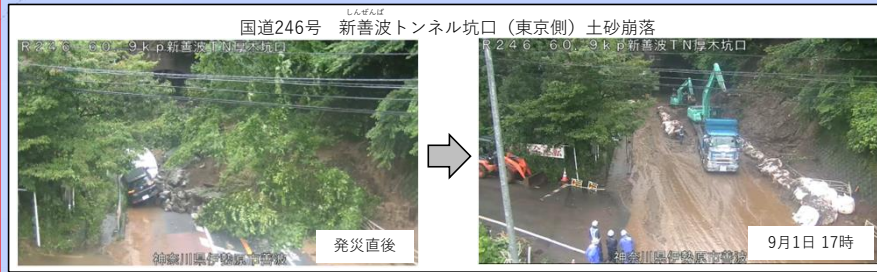 しんぜんば
国道246号　新善波トンネル坑口（東京側）土砂崩落
R246 60.9kp新善波TN厚木坑口
発災直後
神奈川県伊勢原市善波
R246 60.9kp新善波TN厚木坑口
9月1日 17時
神奈川県伊勢原市善波